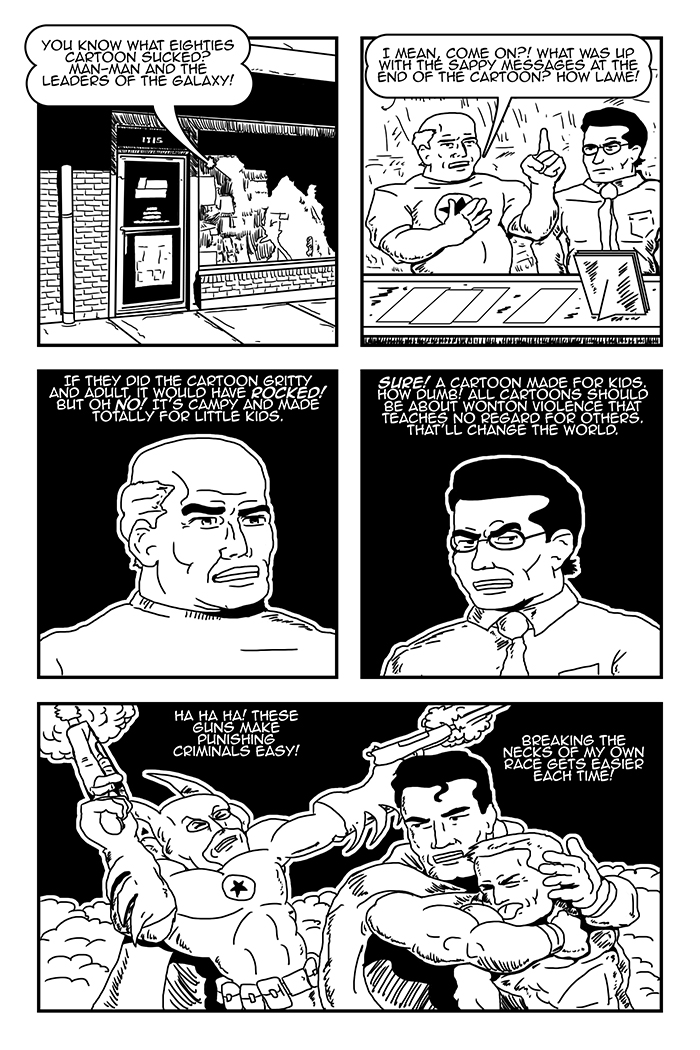 YOU KNOW WHAT EIGHTIES
CARTOON SUCKED?
MAN-MAN AND THE
LEADERS OF THE GALAXY!
1715
I MEAN, COME ON?! WHAT WAS UP
WITH THE SAPPY MESSAGES AT THE
END OF THE CARTOON? HOW LAME!
IF THEY DID THE CARTOON GRITTY
AND ADULT, IT WOULD HAVE ROCKED!
BUT OH NO! IT'S CAMPY AND MADE
TOTALLY FOR LITTLE KIDS.
SURE! A CARTOON MADE FOR KIDS.
HOW DUMB! ALL CARTOONS SHOULD
BE ABOUT WONTON VIOLENCE THAT
TEACHES NO REGARD FOR OTHERS.
THAT'LL CHANGE THE WORLD.
HA HA HA! THESE
GUNS MAKE
PUNISHING
CRIMINALS EASY!
BREAKING THE
NECKS OF MY OWN
RACE GETS EASIER
EACH TIME!